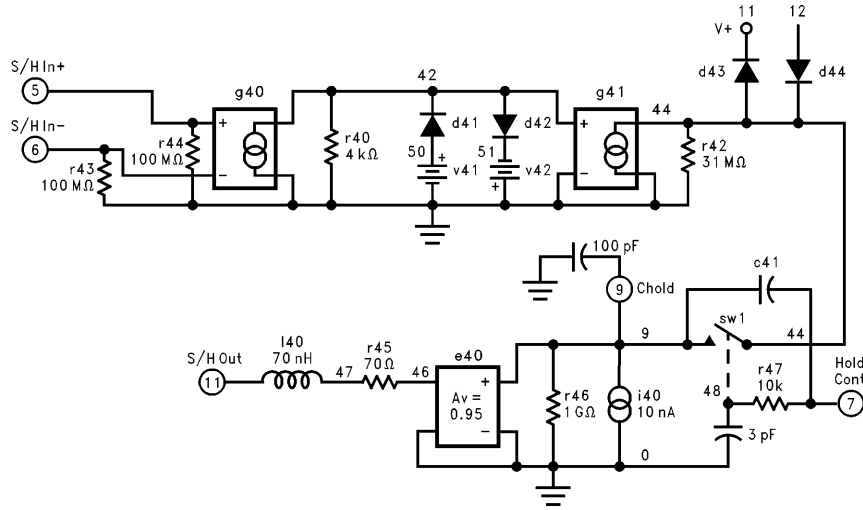 11
12
V+
S/H In+
5
42
g40
g41
d43
d44
44
+
+
S/H In-
6
r44
100 MΩ
r40
4 kΩ
d41
d42
50
51
+
v41
v42
+
r43
100 MΩ
-
-
r42
31 MΩ
100 pF
9
Chold
c41
sw1
l40
70 nH
r45
70Ω
S/H Out
11
47
46
e40
9
44
Hold
Cont
+
Av =
0.95
-
r46
1 GΩ
i40
10 nA
r47
10k
48
7
3 pF
0